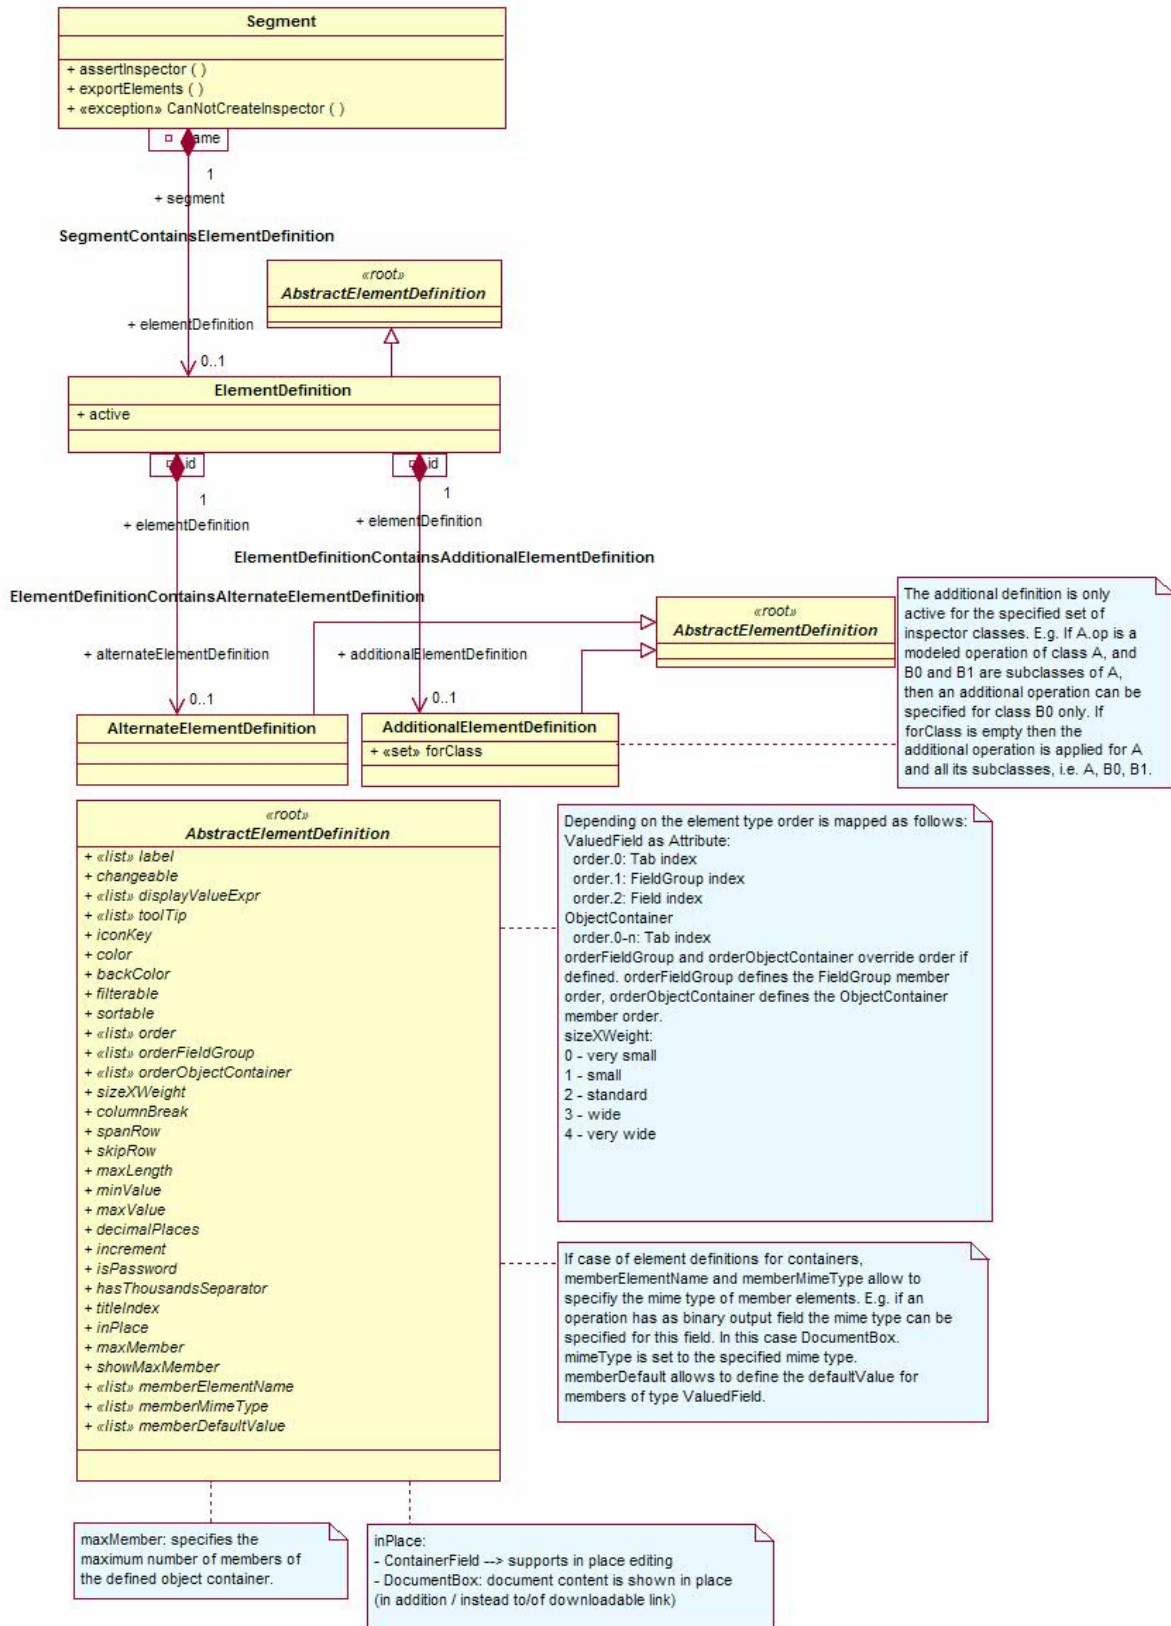 Segment
+ assertInspector ( )
+ exportElements ( )
+ «exception» CanNotCreateInspector ( )
ame
1
+ segment
SegmentContainsElementDefinition
«root»
AbstractElementDefinition
+ elementDefinition
0..1
ElementDefinition
+ active
id
id
1
1
+ elementDefinition
+ elementDefinition
ElementDefinitionContainsAdditionalElementDefinition
ElementDefinitionContainsAlternateElementDefinition
«root»
AbstractElementDefinition
+ alternateElementDefinition
+ additionalElementDefinition
0..1
0..1
AlternateElementDefinition
AdditionalElementDefinition
+ «set» forClass
The additional definition is only
active for the specified set of
inspector classes. E.g. If A.op is a
modeled operation of class A, and
B0 and B1 are subclasses of A,
then an additional operation can be
specified for class B0 only. If
forClass is empty then the
additional operation is applied for A
and all its subclasses, i.e. A, B0, B1.
«root»
AbstractElementDefinition
+ «list» label
+ changeable
+ «list» displayValueExpr
+ «list» toolTip
+ iconKey
+ color
+ backColor
+ filterable
+ sortable
+ «list» order
+ «list» orderFieldGroup
+ «list» orderObjectContainer
+ sizeXWeight
+ columnBreak
+ spanRow
+ skipRow
+ maxLength
+ minValue
+ maxValue
+ decimalPlaces
+ increment
+ isPassword
+ hasThousandsSeparator
+ titleIndex
+ inPlace
+ maxMember
+ showMaxMember
+ «list» memberElementName
+ «list» memberMimeType
+ «list» memberDefaultValue
Depending on the element type order is mapped as follows:
ValuedField as Attribute:
order.0: Tab index
order.1: FieldGroup index
order.2: Field index
ObjectContainer
order.0-n: Tab index
orderFieldGroup and orderObjectContainer override order if
defined. orderFieldGroup defines the FieldGroup member
order, orderObjectContainer defines the ObjectContainer
member order.
sizeXWeight:
0 - very small
1 - small
2 - standard
3 - wide
4 - very wide
If case of element definitions for containers,
memberElementName and memberMimeType allow to
specifiy the mime type of member elements. E.g. if an
operation has as binary output field the mime type can be
specified for this field. In this case DocumentBox.
mimeType is set to the specified mime type.
memberDefault allows to define the defaultValue for
members of type ValuedField.
maxMember: specifies the
maximum number of members of
the defined object container.
inPlace:
- ContainerField --> supports in place editing
- DocumentBox: document content is shown in place
(in addition / instead to/of downloadable link)